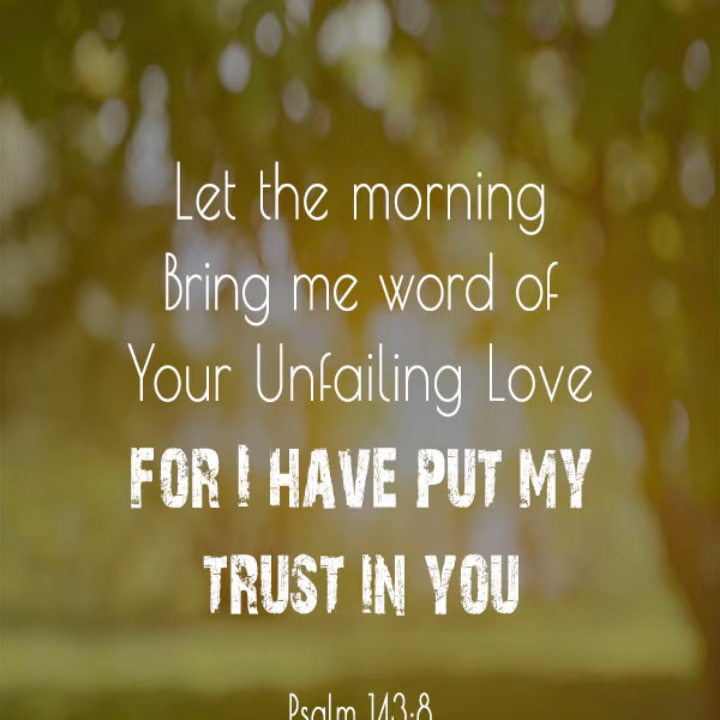 Let the morning
Bring me word of
Your Unfailing Love
FOR I HAVE PUT MY
TRUST IN YOU
Psalm 143:8